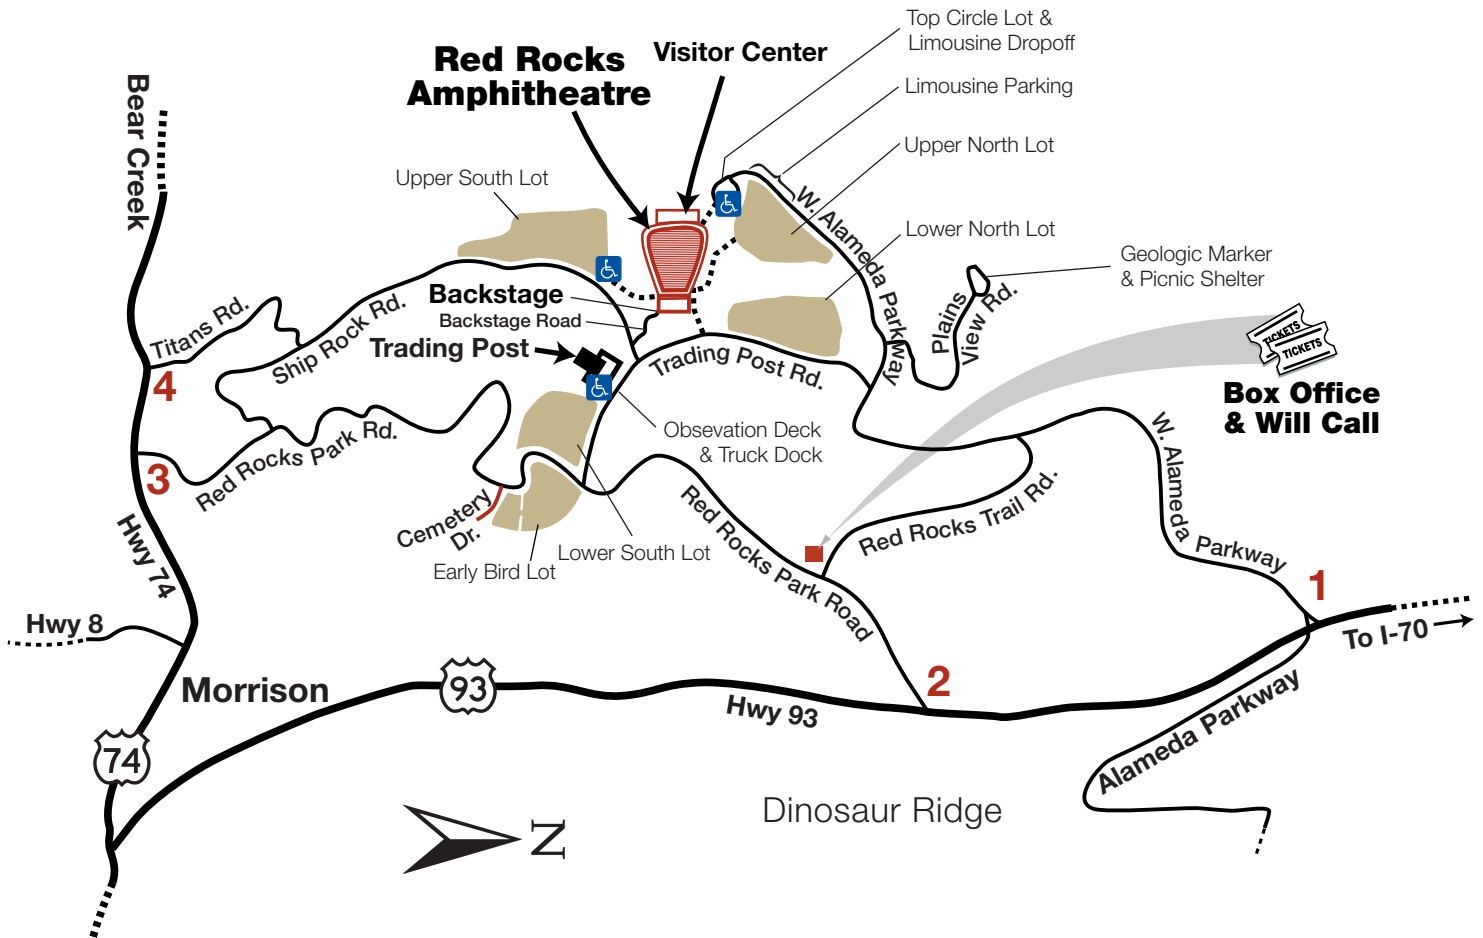 Top Circle Lot &
Limousine Dropoff
Red Rocks
Amphitheatre
Visitor Center
Limousine Parking
Bear Creek
Upper North Lot
Upper South Lot
W. Alameda Parkway
Lower North Lot
Geologic Marker
& Picnic Shelter
Backstage
Backstage Road
Titans Rd.
Ship Rock Rd.
Plains
View Rd.
Trading Post
Trading Post Rd.
TICKETS
TICKETS
Box Office
& Will Call
4
Obsevation Deck
& Truck Dock
W. Alameda Parkway
3
Red Rocks Park Rd.
Red Rocks Trail Rd.
Cemetery
Dr.
Lower South Lot
Early Bird Lot
Red Rocks Park Road
Hwy 74
1
Hwy 8
To I-70
Morrison
93
2
Hwy 93
Alameda Parkway
74
Dinosaur Ridge
N